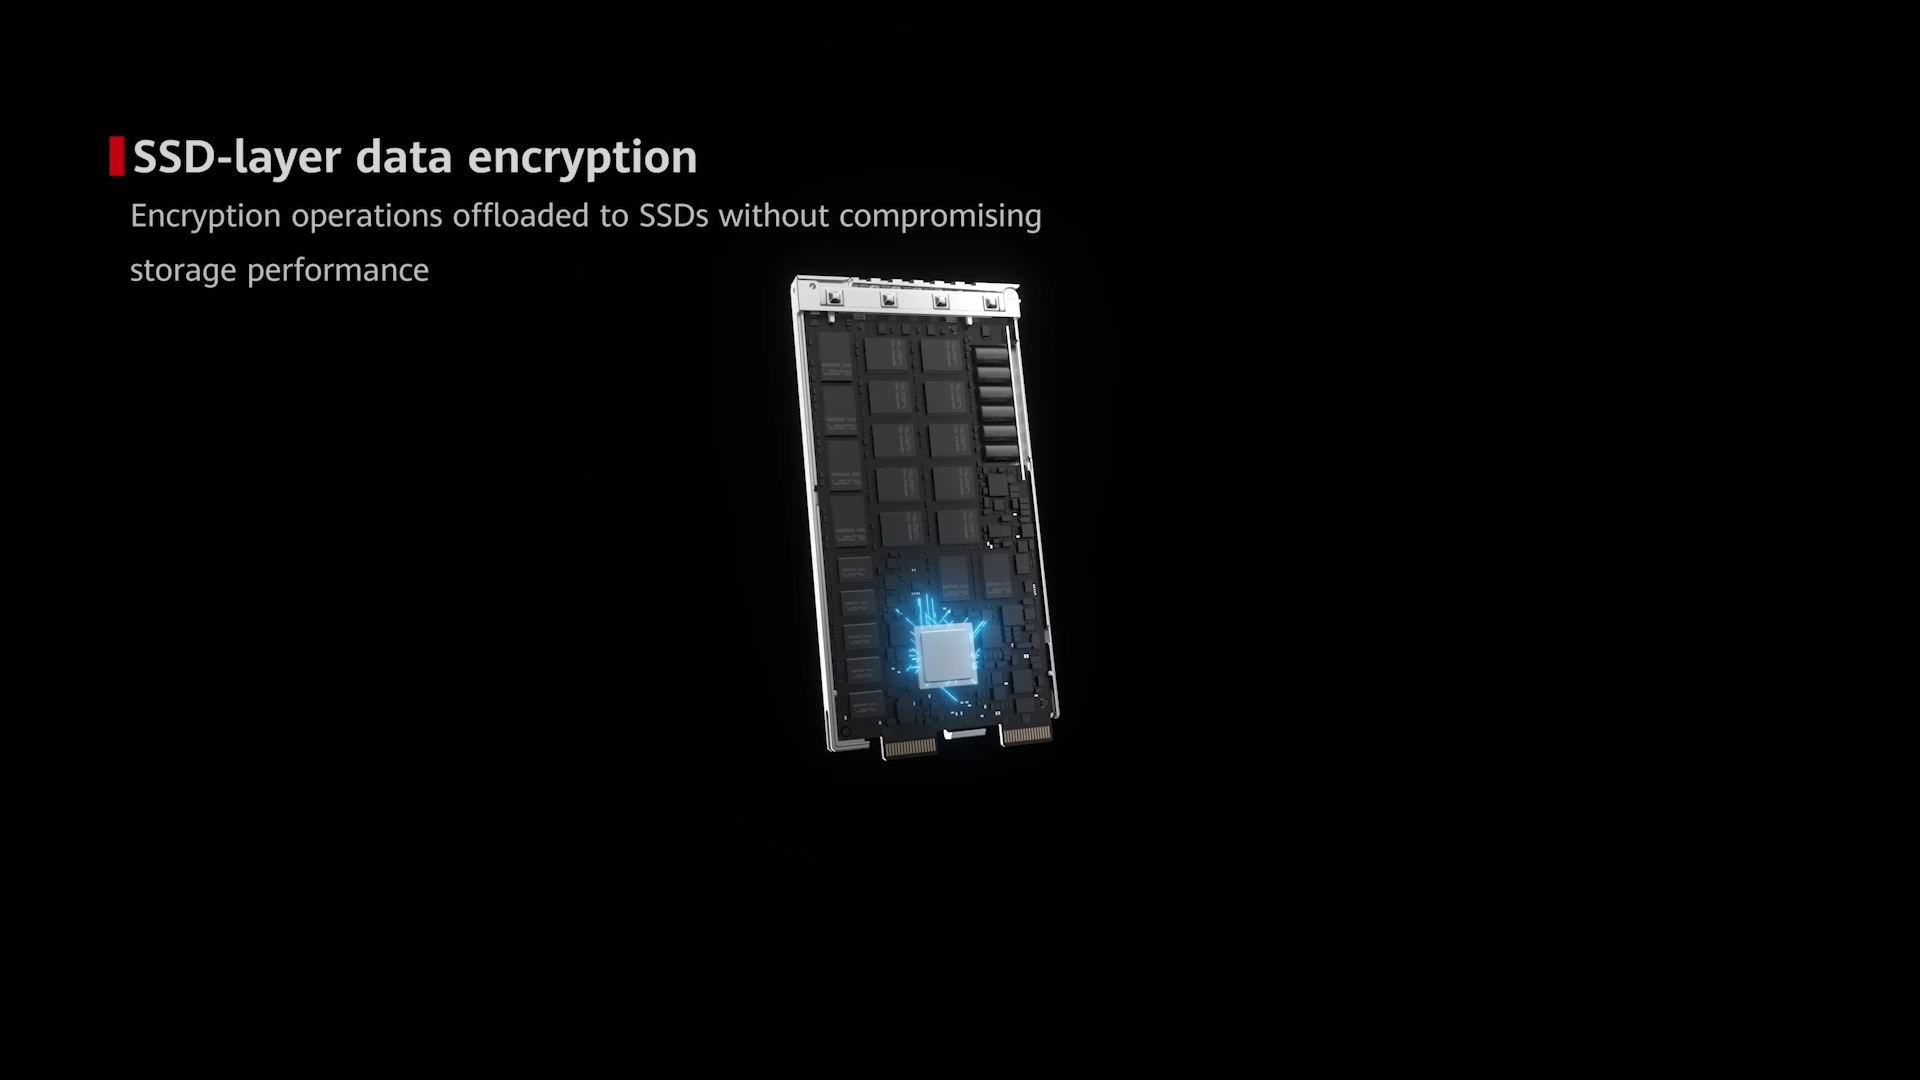 SSD-layer data encryption
Encryption operations offloaded to SSDs without compromising
storage performance